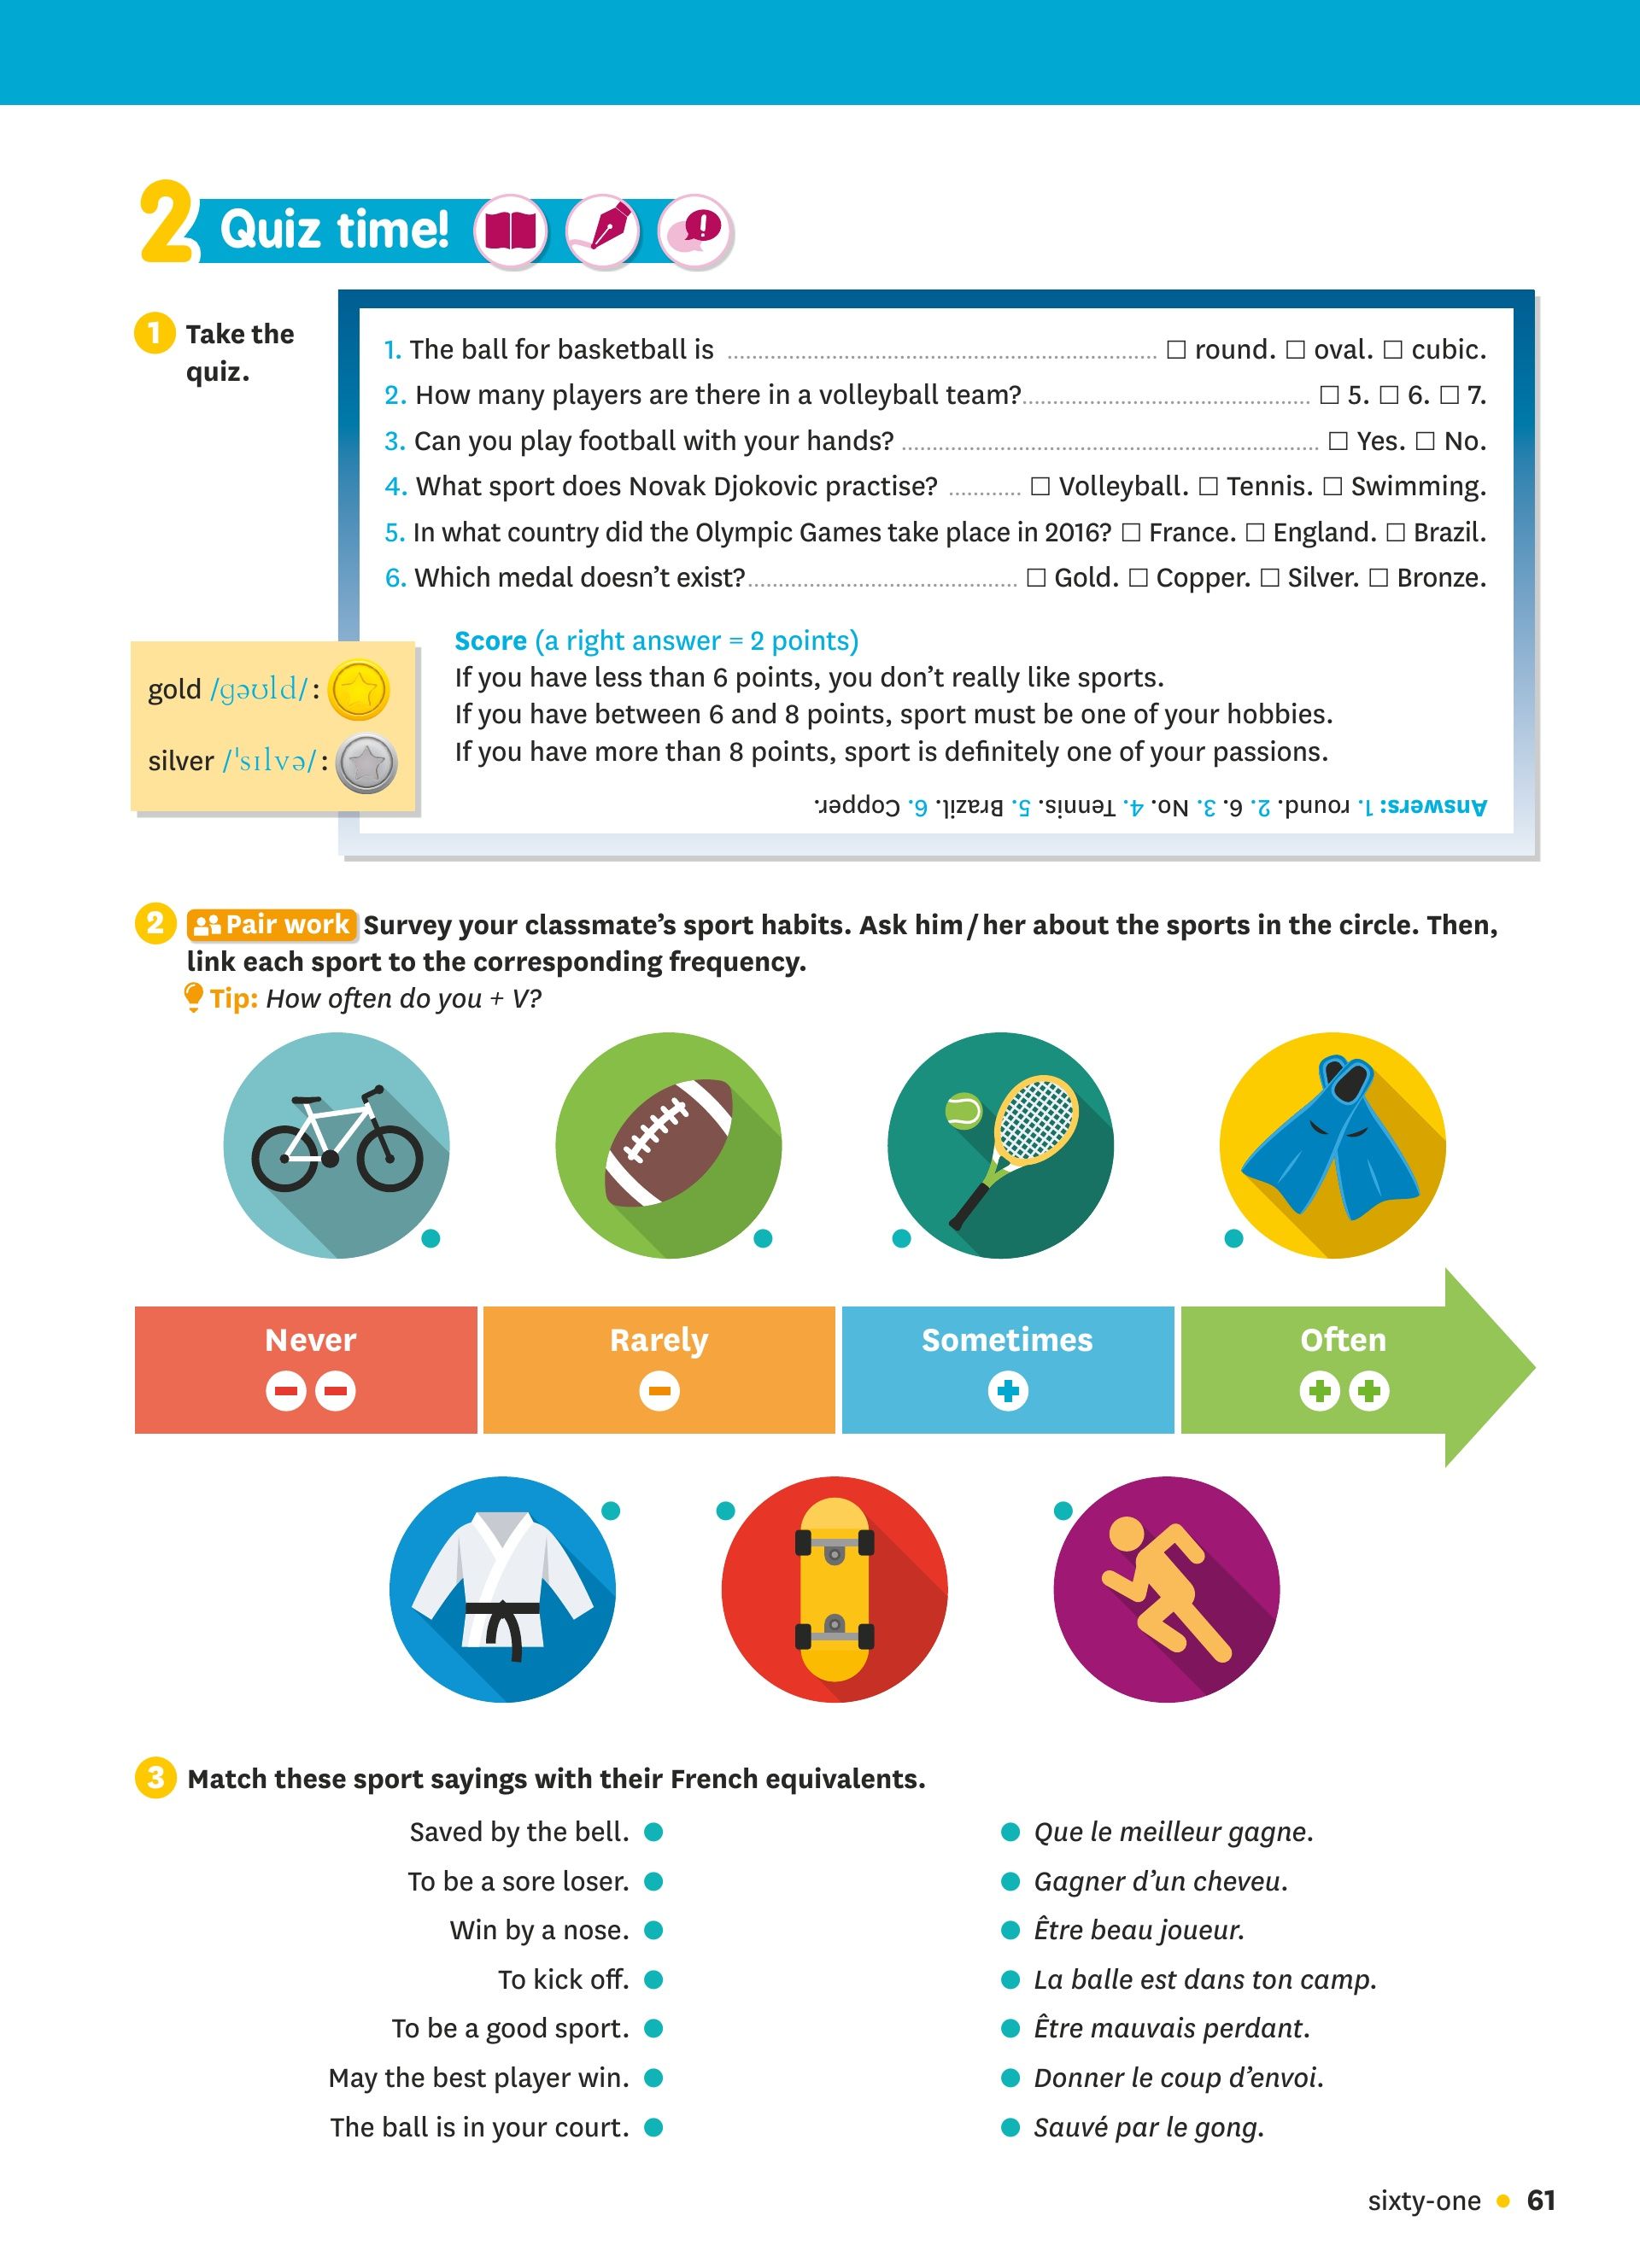 2 Quiz time!
1 Take the
quiz.
1. The ball for basketball is ☐ round. ☐ oval. ☐ cubic.
2. How many players are there in a volleyball team? ☐ 5. ☐ 6. ☐ 7.
3. Can you play football with your hands? ☐ Yes. ☐ No.
4. What sport does Novak Djokovic practise? ☐ Volleyball. ☐ Tennis. ☐ Swimming.
5. In what country did the Olympic Games take place in 2016? ☐ France. ☐ England. ☐ Brazil.
6. Which medal doesn't exist? ☐ Gold. ☐ Copper. ☐ Silver. ☐ Bronze.
gold /gəʊld/:
silver /ˈsɪlvə/:
Score (a right answer = 2 points)
If you have less than 6 points, you don't really like sports.
If you have between 6 and 8 points, sport must be one of your hobbies.
If you have more than 8 points, sport is definitely one of your passions.
Answers: 1. round. 2. 6. 3. No. 4. Tennis. 5. Brazil. 6. Copper.
2 Pair work Survey your classmate's sport habits. Ask him / her about the sports in the circle. Then,
link each sport to the corresponding frequency.
Tip: How often do you + V?
Never
Rarely
Sometimes
Often
3 Match these sport sayings with their French equivalents.
Saved by the bell.
To be a sore loser.
Win by a nose.
To kick off.
To be a good sport.
May the best player win.
The ball is in your court.
Que le meilleur gagne.
Gagner d'un cheveu.
Être beau joueur.
La balle est dans ton camp.
Être mauvais perdant.
Donner le coup d'envoi.
Sauvé par le gong.
sixty-one • 61